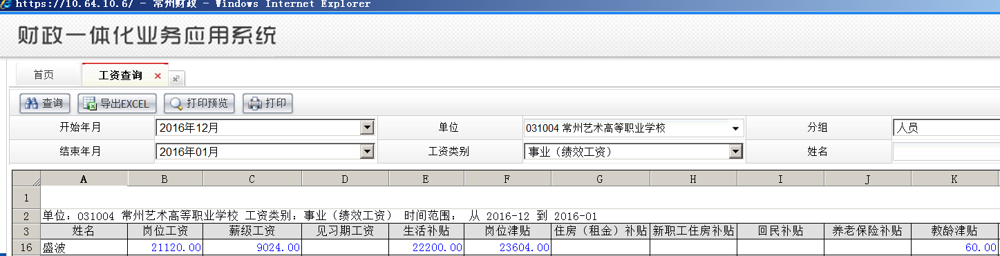 https://10.64.10.6/ - 常州财政 - Windows Internet Explorer
财政一体化业务应用系统
首页 工资查询
查询 导出EXCEL 打印预览 打印
开始年月 2016年12月 单位 031004 常州艺术高等职业学校 分组 人员
结束年月 2016年01月 工资类别 事业（绩效工资） 姓名
A B C D E F G H I J K
1
2 单位：031004 常州艺术高等职业学校 工资类别：事业（绩效工资） 时间范围： 从 2016-12 到 2016-01
3 姓名 岗位工资 薪级工资 见习期工资 生活补贴 岗位津贴 住房（租金）补贴 新职工住房补贴 回民补贴 养老保险补贴 教龄津贴
16 盛波 21120.00 9024.00 22200.00 23604.00 60.00